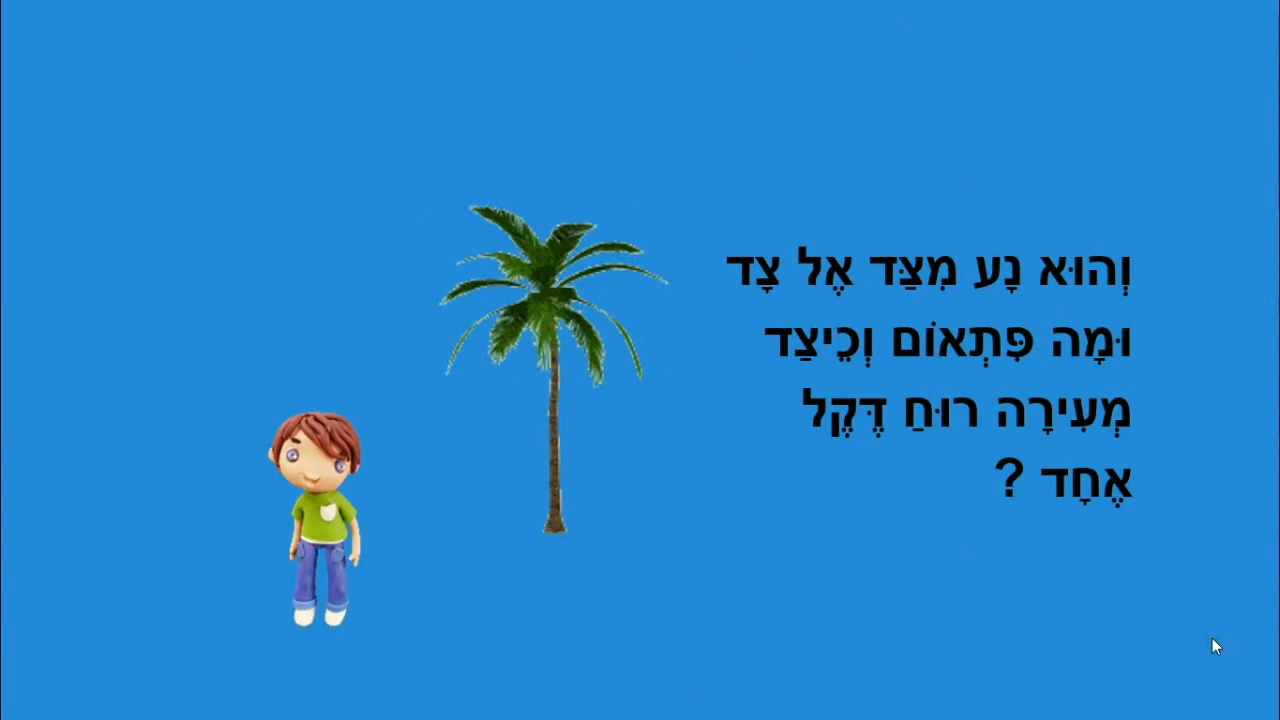 וְהוּא נָע מִצַּד אֶל צָד
וּמָה פִּתְאוֹם וְכֵיצַד
מְעִירָה רוּחַ דֶּקֶל
אֶחָד ?